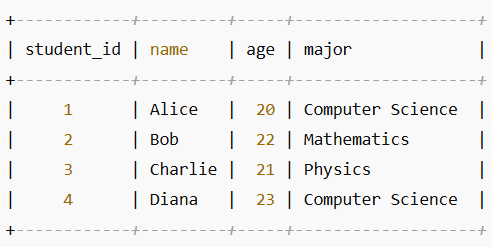 +------------+---------+-----+------------------+
| student_id | name    | age | major            |
+------------+---------+-----+------------------+
|     1      | Alice   |  20 | Computer Science |
|     2      | Bob     |  22 | Mathematics      |
|     3      | Charlie |  21 | Physics          |
|     4      | Diana   |  23 | Computer Science |
+------------+---------+-----+------------------+